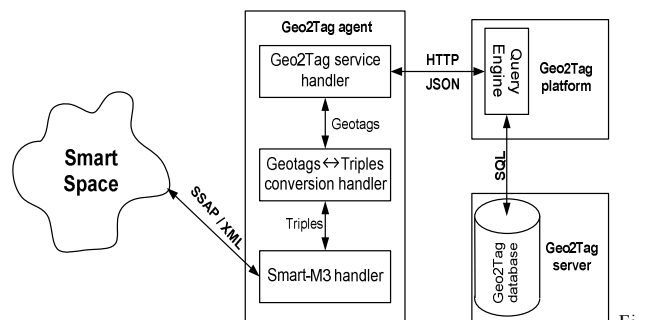 Geo2Tag agent
Geo2Tag service
handler
HTTP
JSON
Query
Engine
Geo2Tag
platform
Geotags
Smart
Space
Geotags↔Triples
conversion handler
SQL
SSAP / XML
Triples
Smart-M3 handler
Geo2Tag
database
Geo2Tag
server